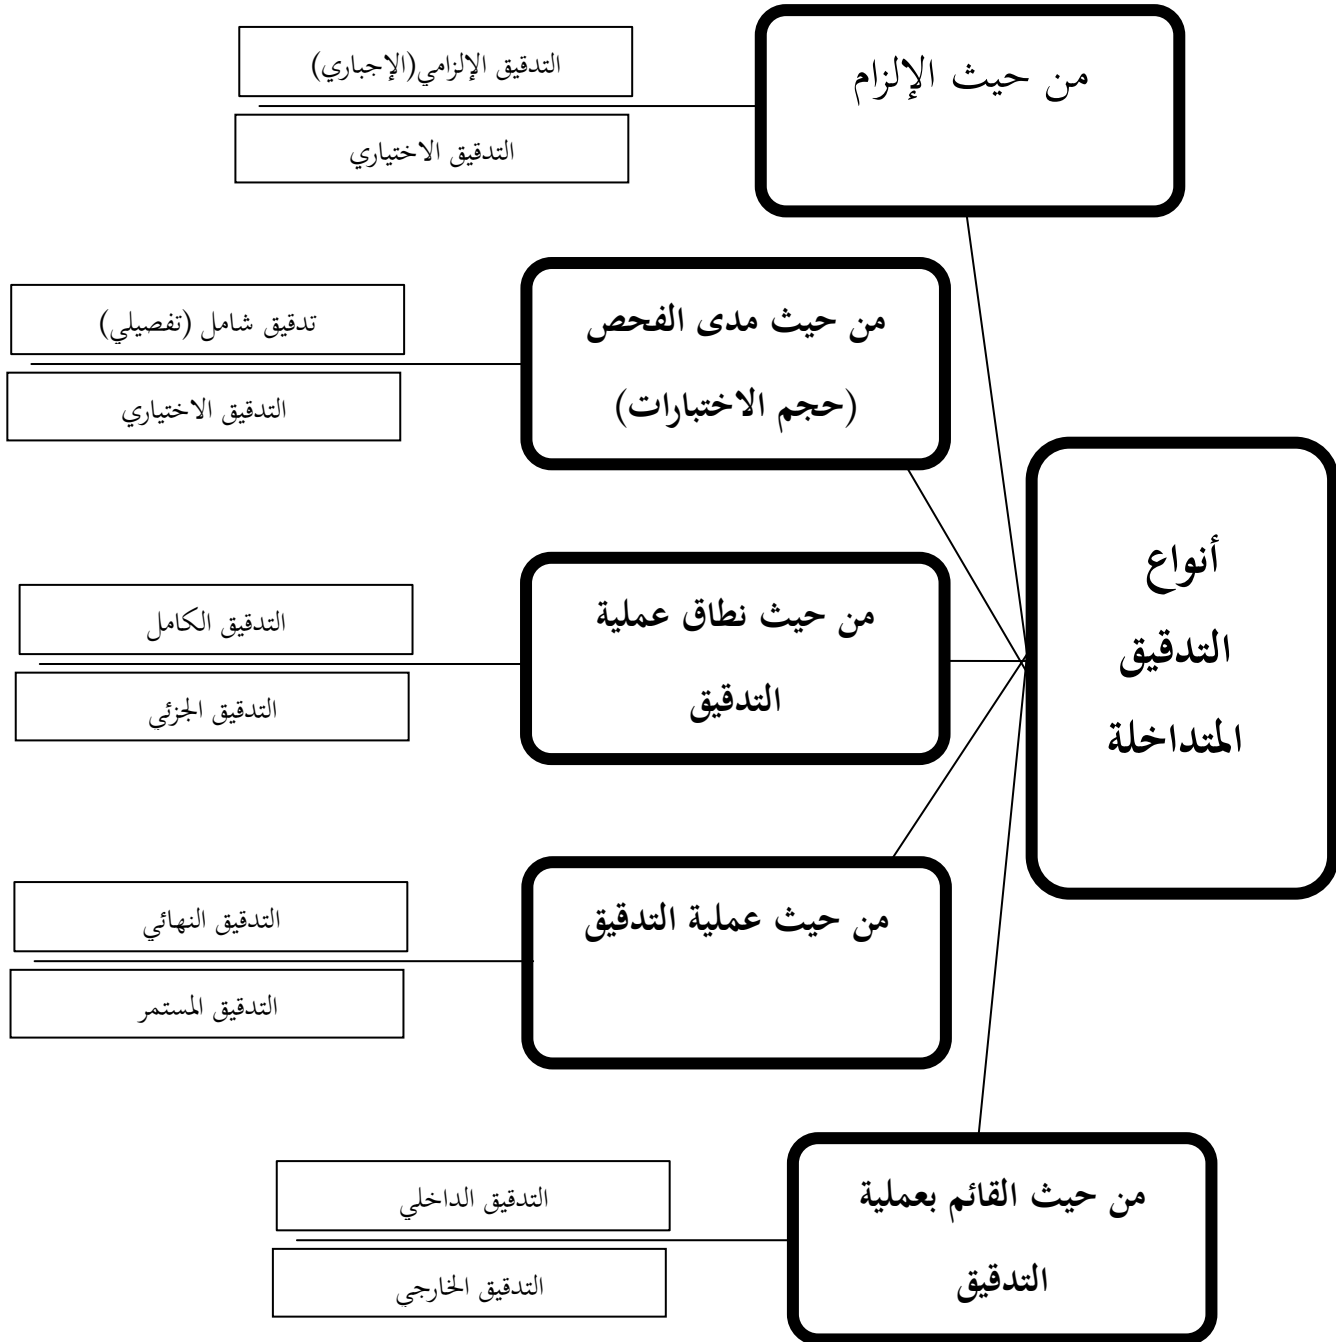 من حيث الإلزام
التدقيق الإلزامي(الإجباري)
التدقيق الاختياري
من حيث مدى الفحص
(حجم الاختبارات)
تدقيق شامل (تفصيلي)
التدقيق الاختياري
أنواع
التدقيق
المتداخلة
من حيث نطاق عملية
التدقيق
التدقيق الكامل
التدقيق الجزئي
من حيث عملية التدقيق
التدقيق النهائي
التدقيق المستمر
من حيث القائم بعملية
التدقيق
التدقيق الداخلي
التدقيق الخارجي